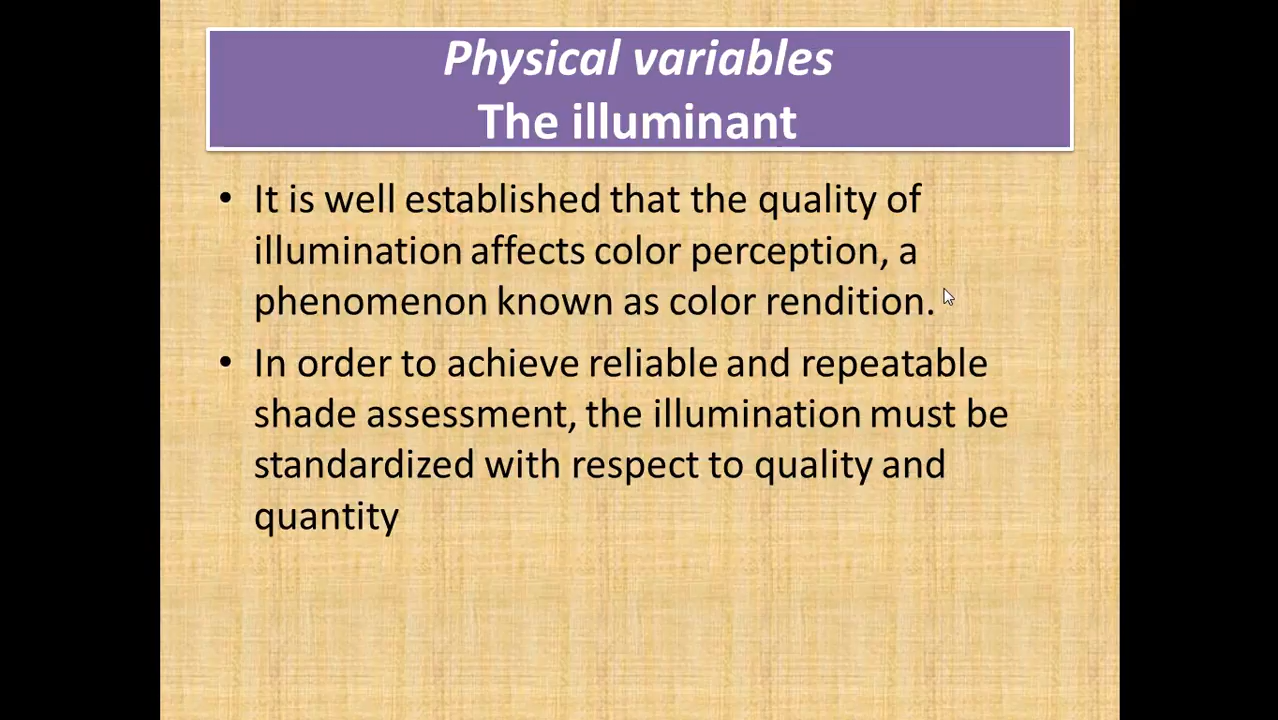 Physical variables
The illuminant
• It is well established that the quality of
illumination affects color perception, a
phenomenon known as color rendition.
• In order to achieve reliable and repeatable
shade assessment, the illumination must be
standardized with respect to quality and
quantity